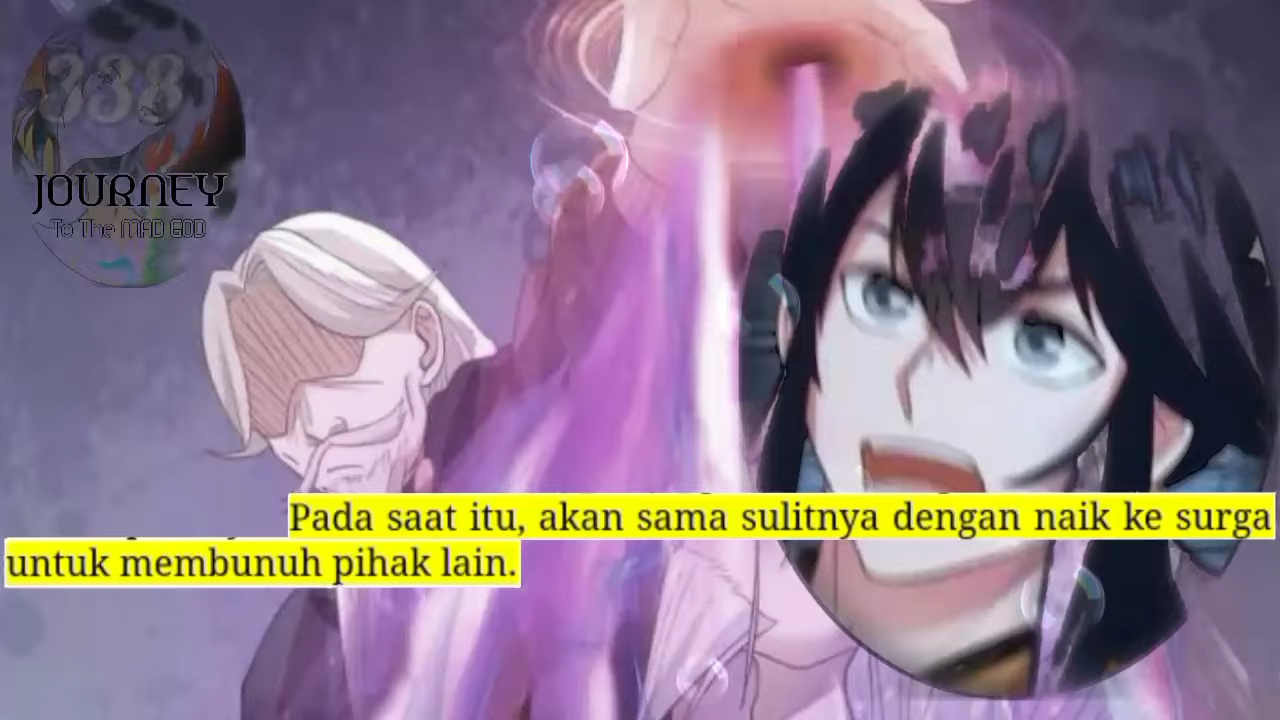 338
JOURNEY
To The MAD GOD
Pada saat itu, akan sama sulitnya dengan naik ke surga
untuk membunuh pihak lain.